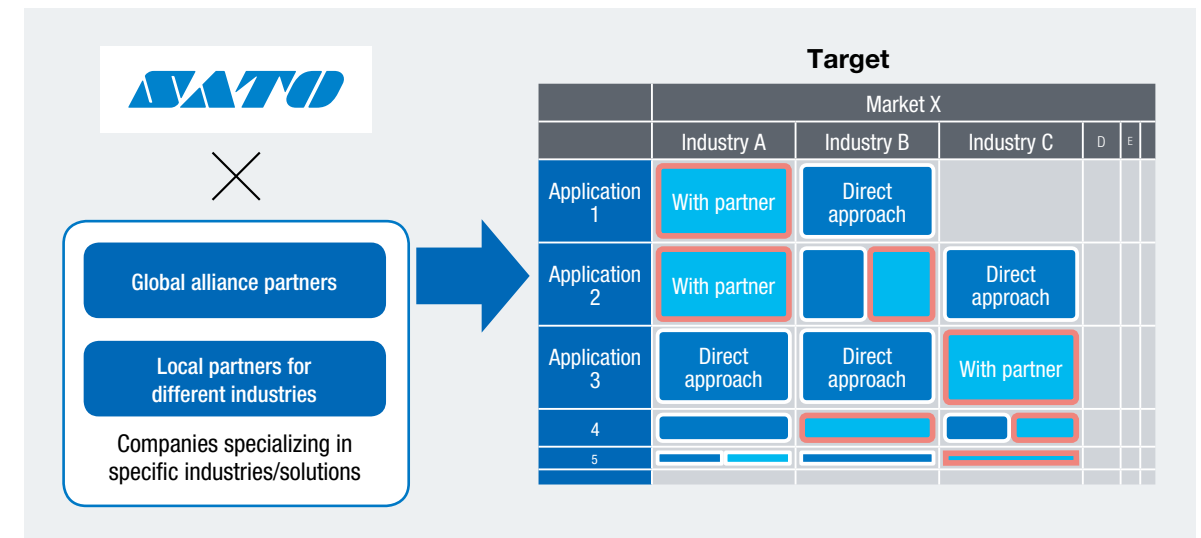 SATO
Global alliance partners
Local partners for
different industries
Companies specializing in
specific industries/solutions
Target
Market X
Industry A
Industry B
Industry C
D
E
Application
1
With partner
Direct
approach
Application
2
With partner
Direct
approach
Application
3
Direct
approach
Direct
approach
With partner
4
5